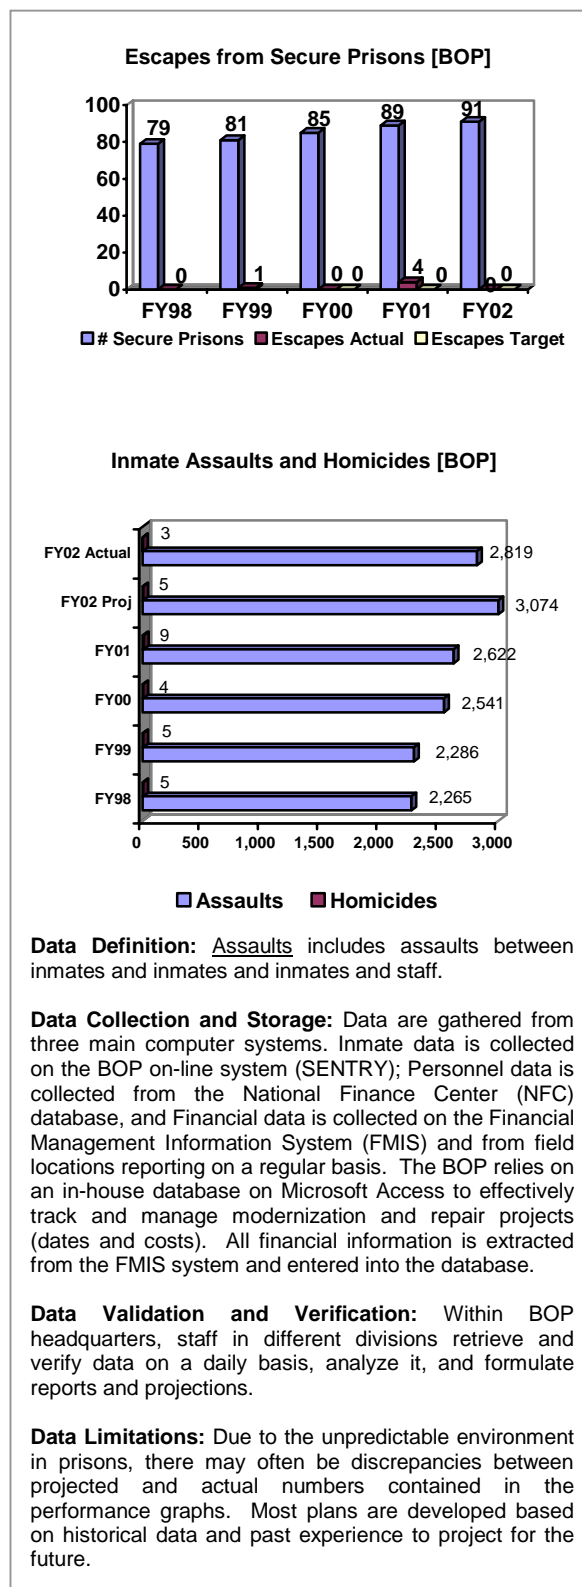 Escapes from Secure Prisons [BOP]
100
80
60
40
20
0
79
0
81
1
85
0
0
89
4
0
91
0
0
FY98
FY99
FY00
FY01
FY02
# Secure Prisons
Escapes Actual
Escapes Target
Inmate Assaults and Homicides [BOP]
FY02 Actual
3
2,819
FY02 Proj
5
3,074
FY01
9
2,622
FY00
4
2,541
FY99
5
2,286
FY98
5
2,265
0
500
1,000
1,500
2,000
2,500
3,000
Assaults
Homicides
Data Definition: Assaults includes assaults between
inmates and inmates and inmates and staff.
Data Collection and Storage: Data are gathered from
three main computer systems. Inmate data is collected
on the BOP on-line system (SENTRY); Personnel data is
collected from the National Finance Center (NFC)
database, and Financial data is collected on the Financial
Management Information System (FMIS) and from field
locations reporting on a regular basis. The BOP relies on
an in-house database on Microsoft Access to effectively
track and manage modernization and repair projects
(dates and costs). All financial information is extracted
from the FMIS system and entered into the database.
Data Validation and Verification: Within BOP
headquarters, staff in different divisions retrieve and
verify data on a daily basis, analyze it, and formulate
reports and projections.
Data Limitations: Due to the unpredictable environment
in prisons, there may often be discrepancies between
projected and actual numbers contained in the
performance graphs. Most plans are developed based
on historical data and past experience to project for the
future.